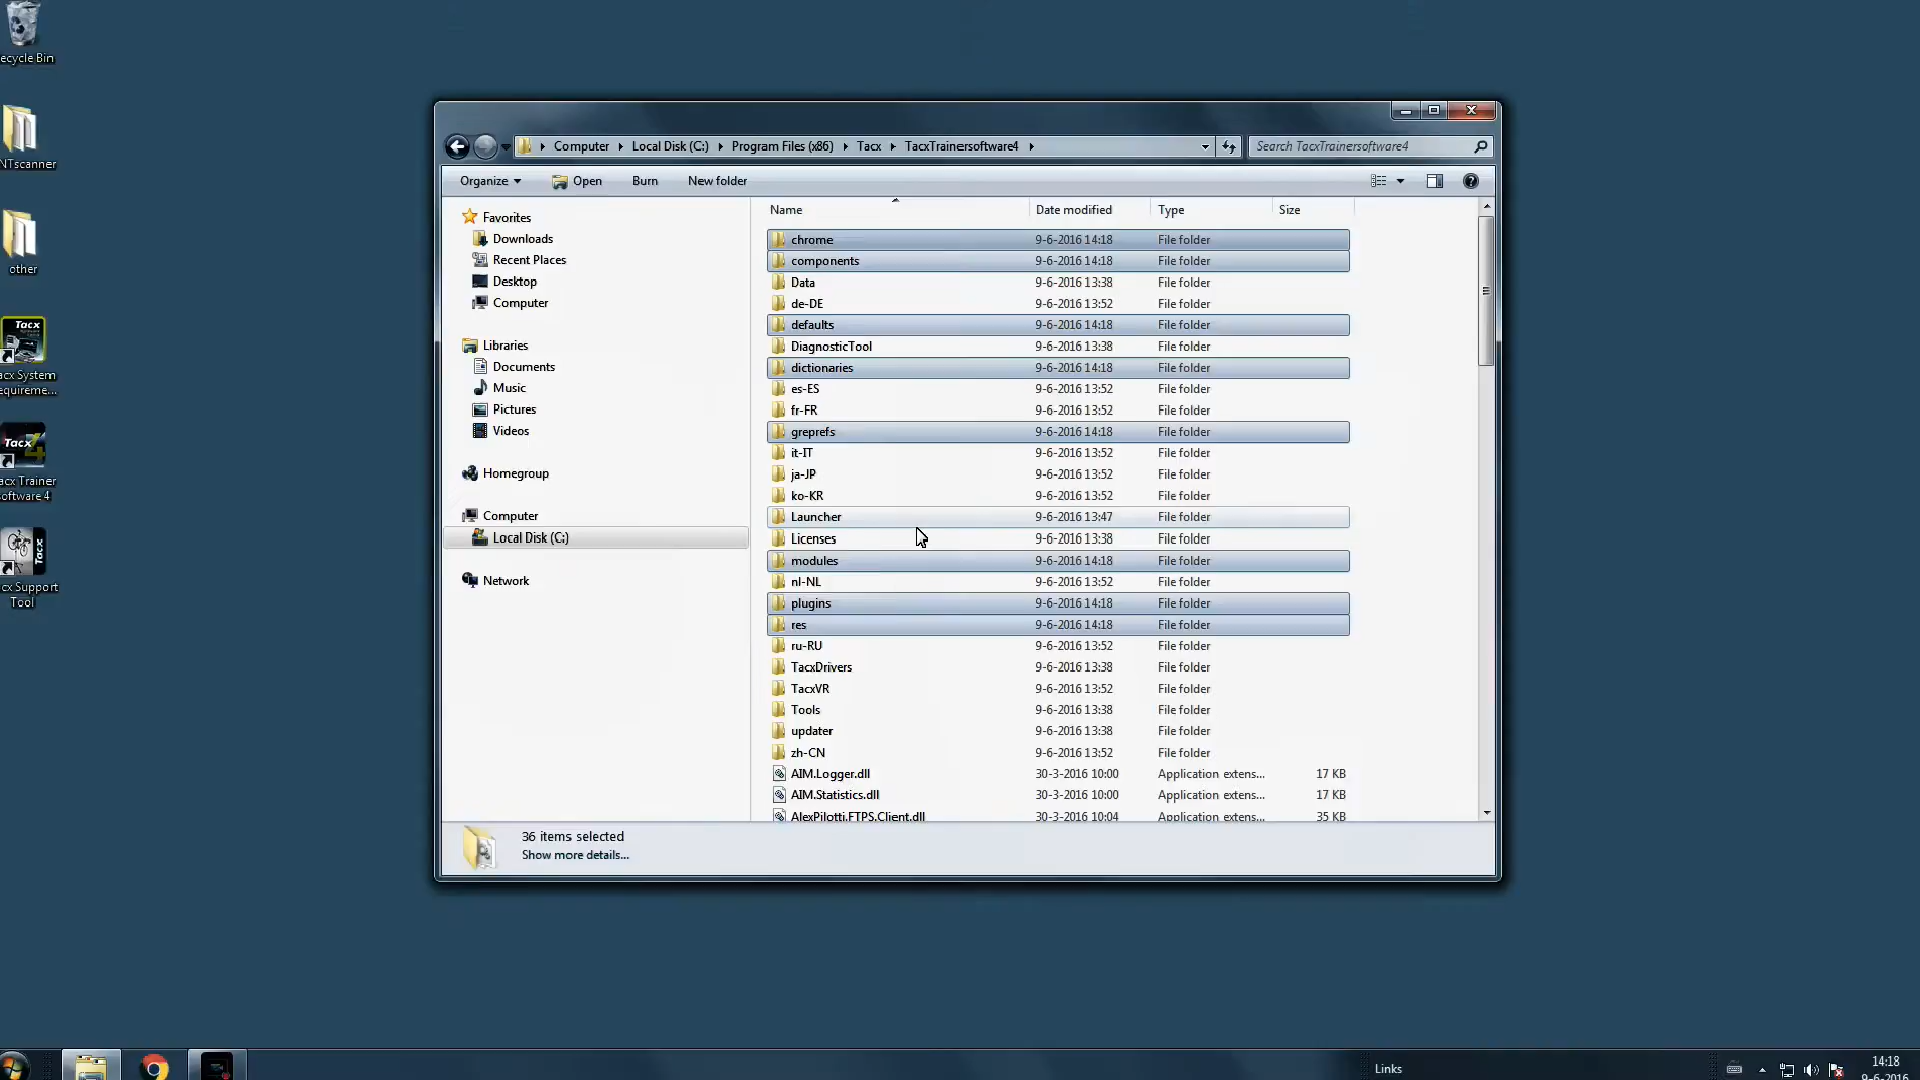 ecycle Bin
NTscanner
other
Tacx
acx System
equireme...
Tacx 4
acx Trainer
oftware 4
Tacx
cx Support
Tool
Computer
Local Disk (C:)
Program Files (x86)
Tacx
TacxTrainersoftware4
Search TacxTrainersoftware4
Organize
Open
Burn
New folder
Favorites
Downloads
Recent Places
Desktop
Computer
Libraries
Documents
Music
Pictures
Videos
Homegroup
Computer
Local Disk (C:)
Network
Name Date modified Type Size
chrome 9-6-2016 14:18 File folder
components 9-6-2016 14:18 File folder
Data 9-6-2016 13:38 File folder
de-DE 9-6-2016 13:52 File folder
defaults 9-6-2016 14:18 File folder
DiagnosticTool 9-6-2016 13:38 File folder
dictionaries 9-6-2016 14:18 File folder
es-ES 9-6-2016 13:52 File folder
fr-FR 9-6-2016 13:52 File folder
greprefs 9-6-2016 14:18 File folder
it-IT 9-6-2016 13:52 File folder
ja-JP 9-6-2016 13:52 File folder
ko-KR 9-6-2016 13:52 File folder
Launcher 9-6-2016 13:47 File folder
Licenses 9-6-2016 13:38 File folder
modules 9-6-2016 14:18 File folder
nl-NL 9-6-2016 13:52 File folder
plugins 9-6-2016 14:18 File folder
res 9-6-2016 14:18 File folder
ru-RU 9-6-2016 13:52 File folder
TacxDrivers 9-6-2016 13:38 File folder
TacxVR 9-6-2016 13:52 File folder
Tools 9-6-2016 13:38 File folder
updater 9-6-2016 13:38 File folder
zh-CN 9-6-2016 13:52 File folder
AIM.Logger.dll 30-3-2016 10:00 Application extens... 17 KB
AIM.Statistics.dll 30-3-2016 10:00 Application extens... 17 KB
AlexPilotti.FTPS.Client.dll 30-3-2016 10:04 Application extens... 35 KB
36 items selected
Show more details...
Links
14:18
9-6-2016